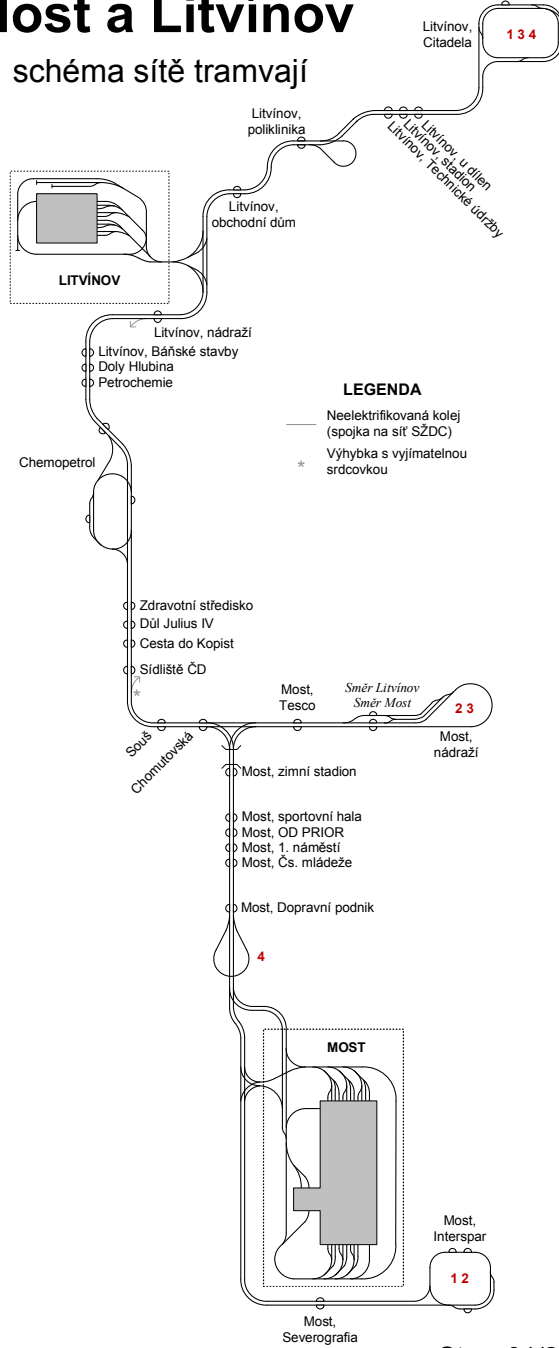 Most a Litvínov
schéma sítě tramvají
Litvínov,
Citadela
1 3 4
Litvínov,
poliklinika
Litvínov, u dílen
Litvínov, stadion
Litvínov, Technické údržby
Litvínov,
obchodní dům
LITVÍNOV
Litvínov, nádraží
Litvínov, Báňské stavby
Doly Hlubina
Petrochemie
LEGENDA
Neelektrifikovaná kolej
(spojka na síť SŽDC)
* Výhybka s vyjímatelnou
srdcovkou
Chemopetrol
Zdravotní středisko
Důl Julius IV
Cesta do Kopist
Sídliště ČD
*
Souš
Chomutovská
Most,
Tesco
Směr Litvínov
Směr Most
2 3
Most,
nádraží
Most, zimní stadion
Most, sportovní hala
Most, OD PRIOR
Most, 1. náměstí
Most, Čs. mládeže
Most, Dopravní podnik
4
MOST
Most,
Interspar
1 2
Most,
Severografia